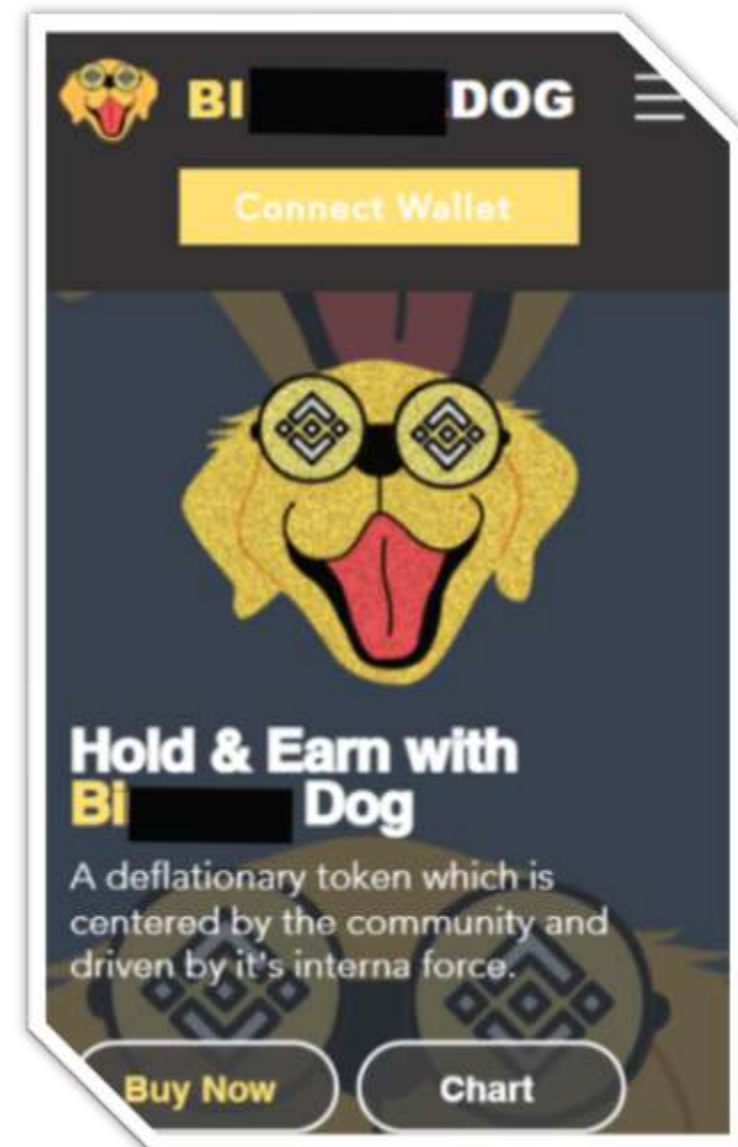 BI DOG
Connect Wallet
Hold & Earn with
Bi Dog
A deflationary token which is
centered by the community and
driven by it's interna force.
Buy Now
Chart